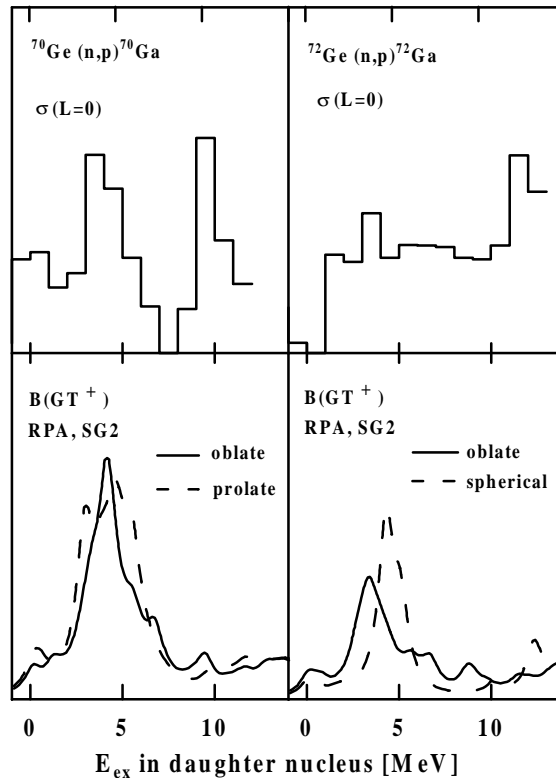 ⁷⁰Ge (n,p)⁷⁰Ga
σ(L=0)
⁷²Ge (n,p)⁷²Ga
σ(L=0)
B(GT⁺)
RPA, SG2
oblate
prolate
B(GT⁺)
RPA, SG2
oblate
spherical
0 5 10 0 5 10
Eₑₓ in daughter nucleus [MeV]